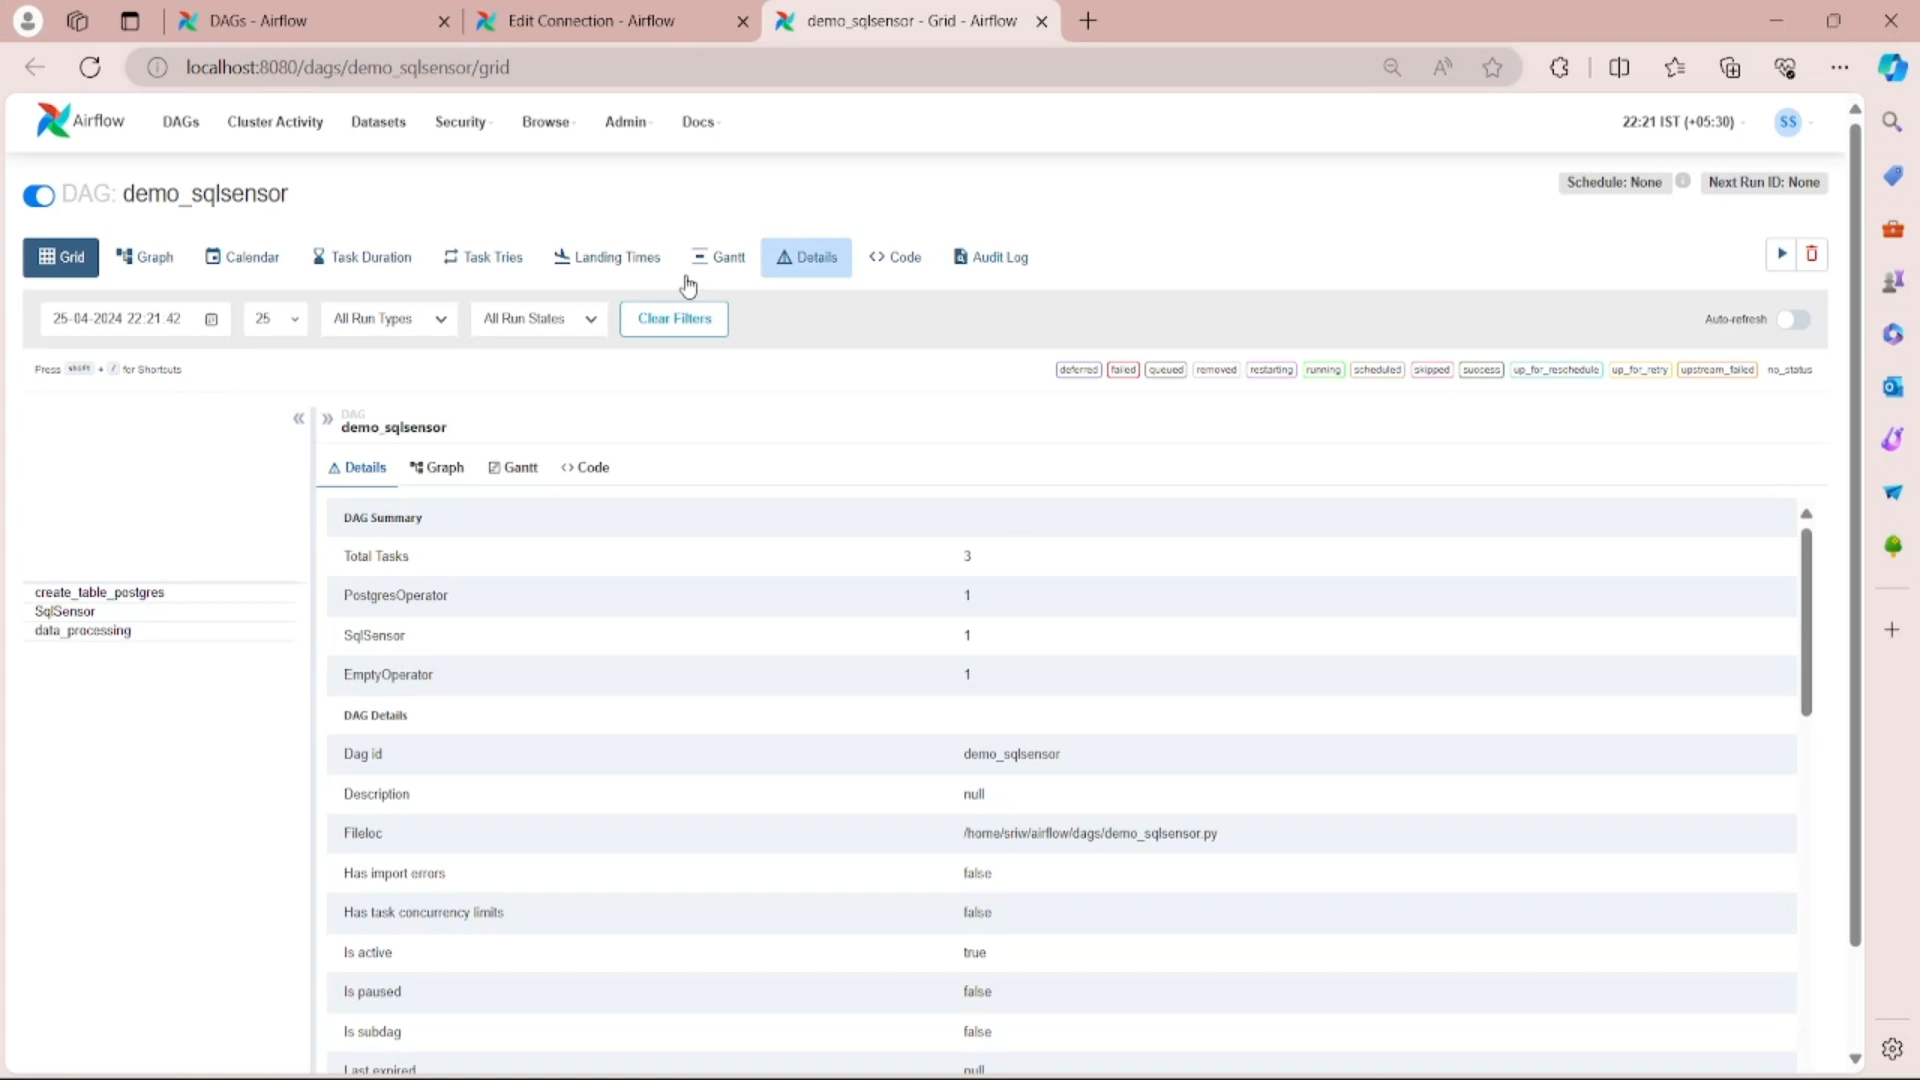 DAGs - Airflow
Edit Connection - Airflow
demo_sqlsensor - Grid - Airflow
localhost:8080/dags/demo_sqlsensor/grid
Airflow
DAGs
Cluster Activity
Datasets
Security
Browse
Admin
Docs
22:21 IST (+05:30)
SS
DAG: demo_sqlsensor
Schedule: None
Next Run ID: None
Grid
Graph
Calendar
Task Duration
Task Tries
Landing Times
Gantt
Details
<> Code
Audit Log
25-04-2024 22:21:42
25
All Run Types
All Run States
Clear Filters
Auto-refresh
Press shift + / for Shortcuts
deferred failed queued removed restarting running scheduled skipped success up_for_reschedule up_for_retry upstream_failed no_status
DAG
demo_sqlsensor
Details
Graph
Gantt
<> Code
create_table_postgres
SqlSensor
data_processing
DAG Summary
Total Tasks 3
PostgresOperator 1
SqlSensor 1
EmptyOperator 1
DAG Details
Dag id demo_sqlsensor
Description null
Fileloc /home/sriw/airflow/dags/demo_sqlsensor.py
Has import errors false
Has task concurrency limits false
Is active true
Is paused false
Is subdag false
Last expired null